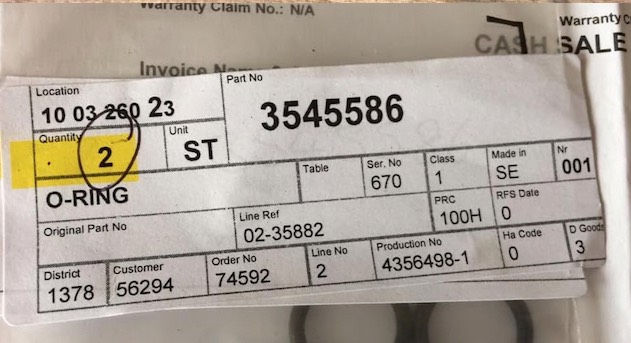 Warranty Claim No.: N/A
Warranty C
CASH SALE
Invoice
Location
10 03 260 23
Part No
3545586
Quantity
2
Unit
ST
O-RING
Table
Ser. No
670
Class
1
Made in
SE
Nr
001
Original Part No
Line Ref
02-35882
PRC
100H
RFS Date
0
District
1378
Customer
56294
Order No
74592
Line No
2
Production No
4356498-1
Ha Code
0
D Goods
3